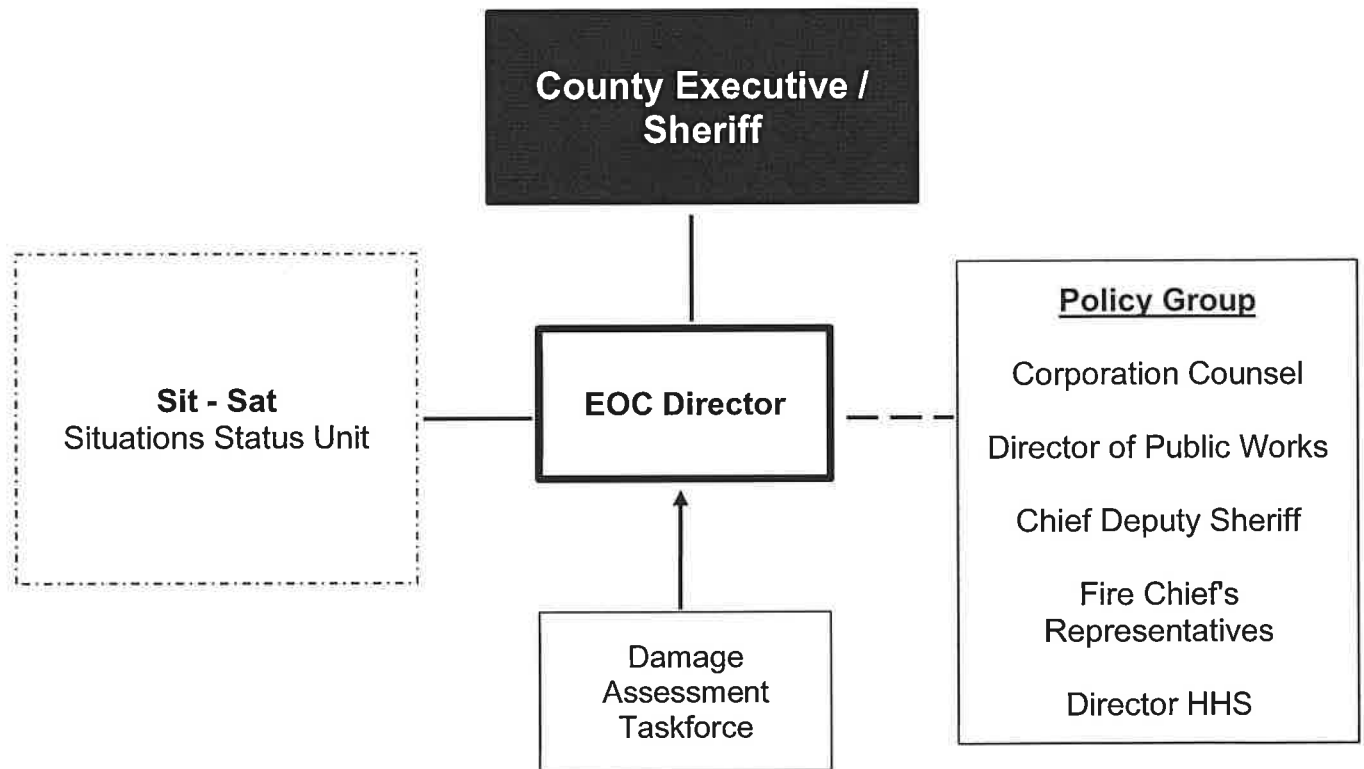 County Executive /
Sheriff
Sit - Sat
Situations Status Unit
EOC Director
Policy Group
Corporation Counsel
Director of Public Works
Chief Deputy Sheriff
Fire Chief's
Representatives
Director HHS
Damage
Assessment
Taskforce